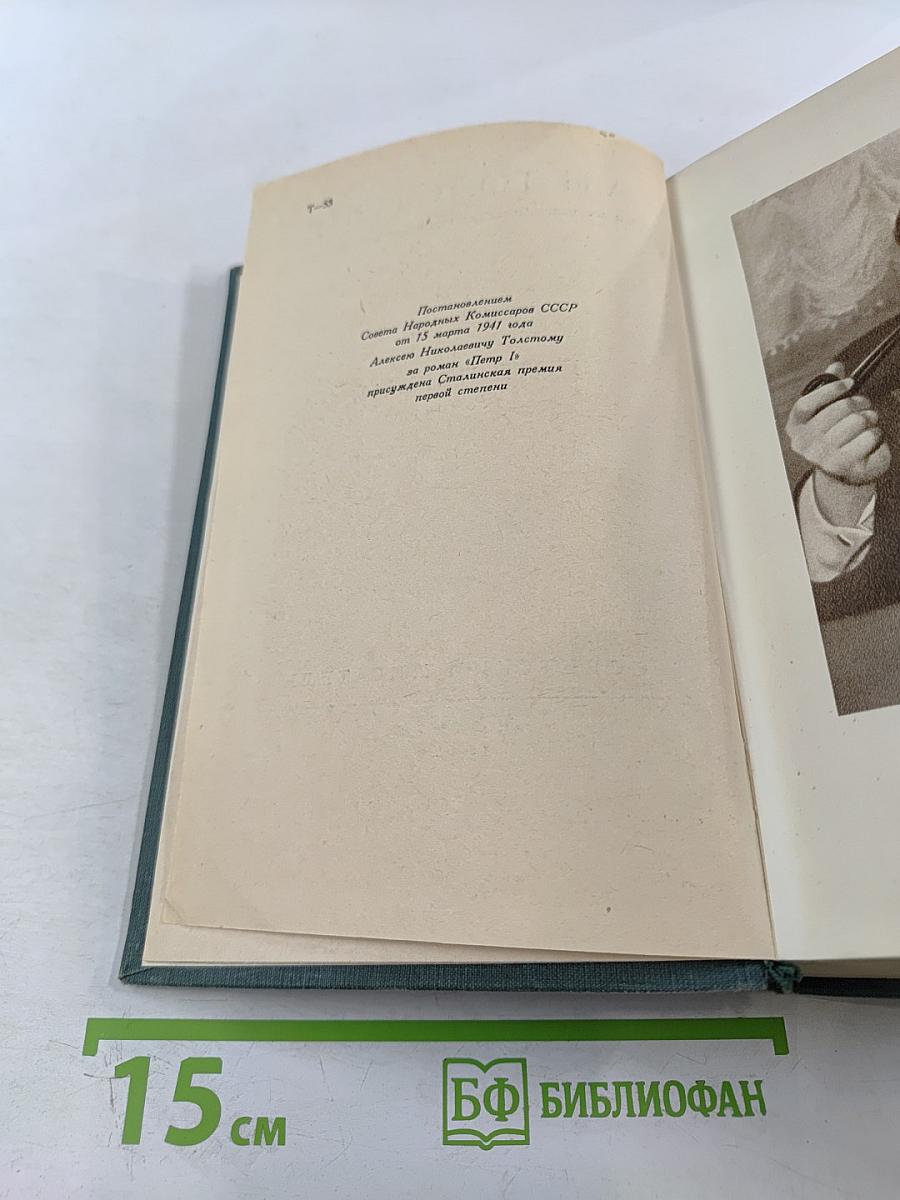 Т—53
Постановлением
Совета Народных Комиссаров СССР
от 15 марта 1941 года
Алексею Николаевичу Толстому
за роман «Петр I»
присуждена Сталинская премия
первой степени
15 см
БФ БИБЛИОФАН